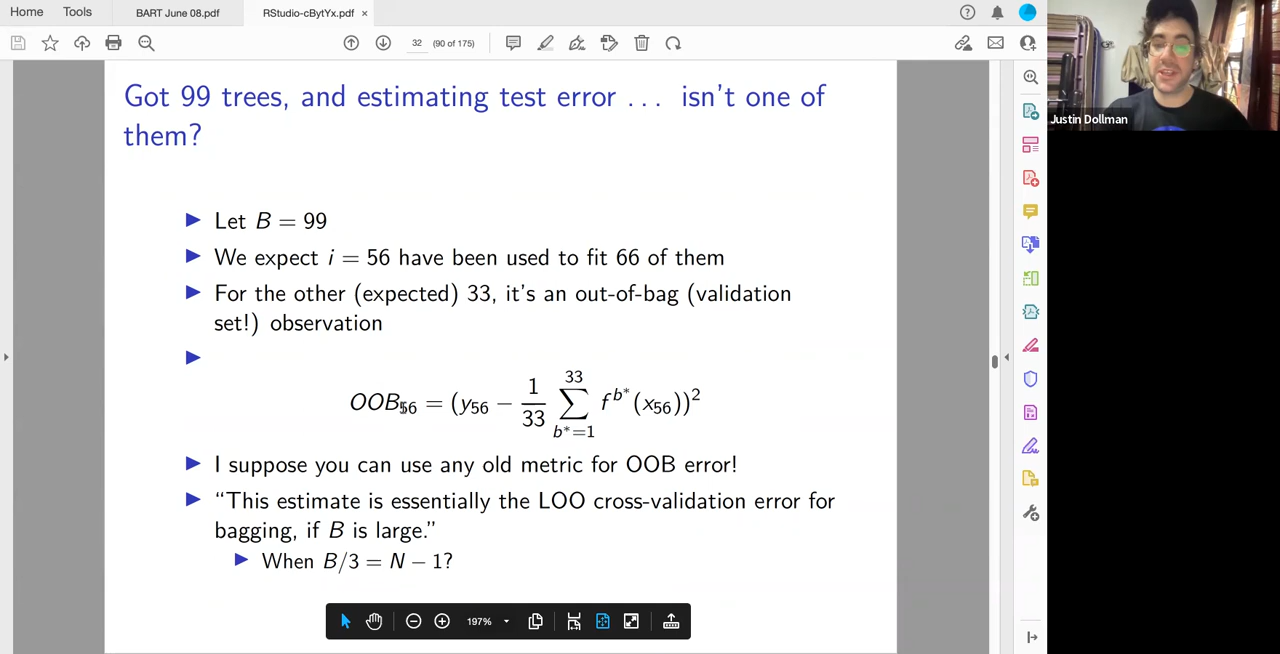 Home Tools BART June 08.pdf RStudio-cBytYx.pdf ×
32 (90 of 175)
Justin Dollman
Got 99 trees, and estimating test error . . . isn't one of
them?
Let B = 99
We expect i = 56 have been used to fit 66 of them
For the other (expected) 33, it's an out-of-bag (validation
set!) observation
OOB₅₆ = (y₅₆ − 1/33 ∑_{b*=1}^{33} f^{b*}(x₅₆))²
I suppose you can use any old metric for OOB error!
“This estimate is essentially the LOO cross-validation error for
bagging, if B is large.”
When B/3 = N − 1?
197%